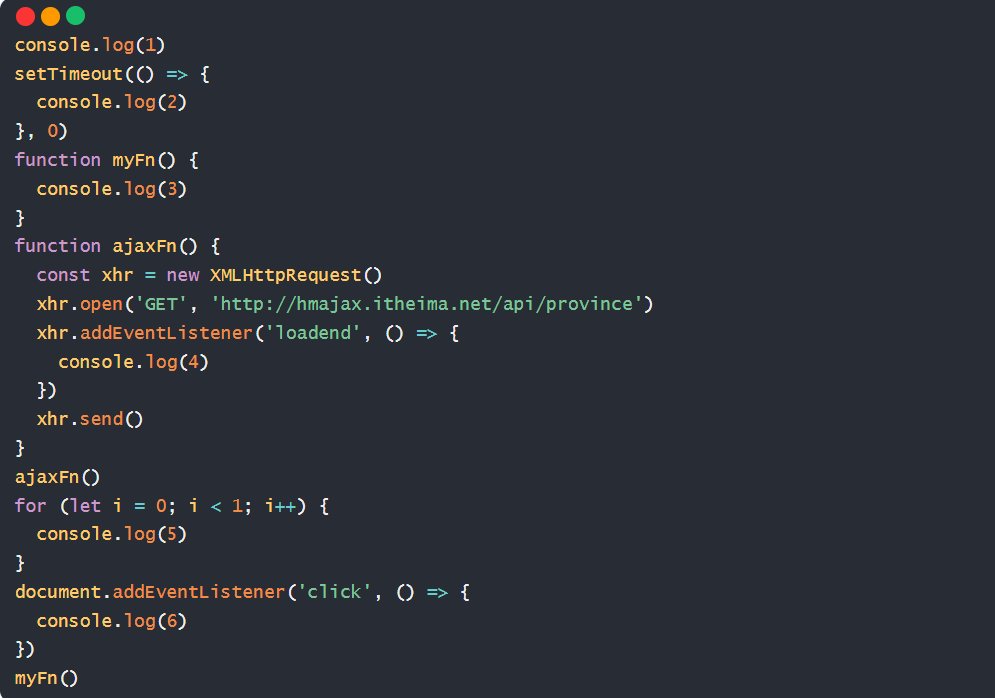 console.log(1)
setTimeout(() => {
  console.log(2)
}, 0)
function myFn() {
  console.log(3)
}
function ajaxFn() {
  const xhr = new XMLHttpRequest()
  xhr.open('GET', 'http://hmajax.itheima.net/api/province')
  xhr.addEventListener('loadend', () => {
    console.log(4)
  })
  xhr.send()
}
ajaxFn()
for (let i = 0; i < 1; i++) {
  console.log(5)
}
document.addEventListener('click', () => {
  console.log(6)
})
myFn()